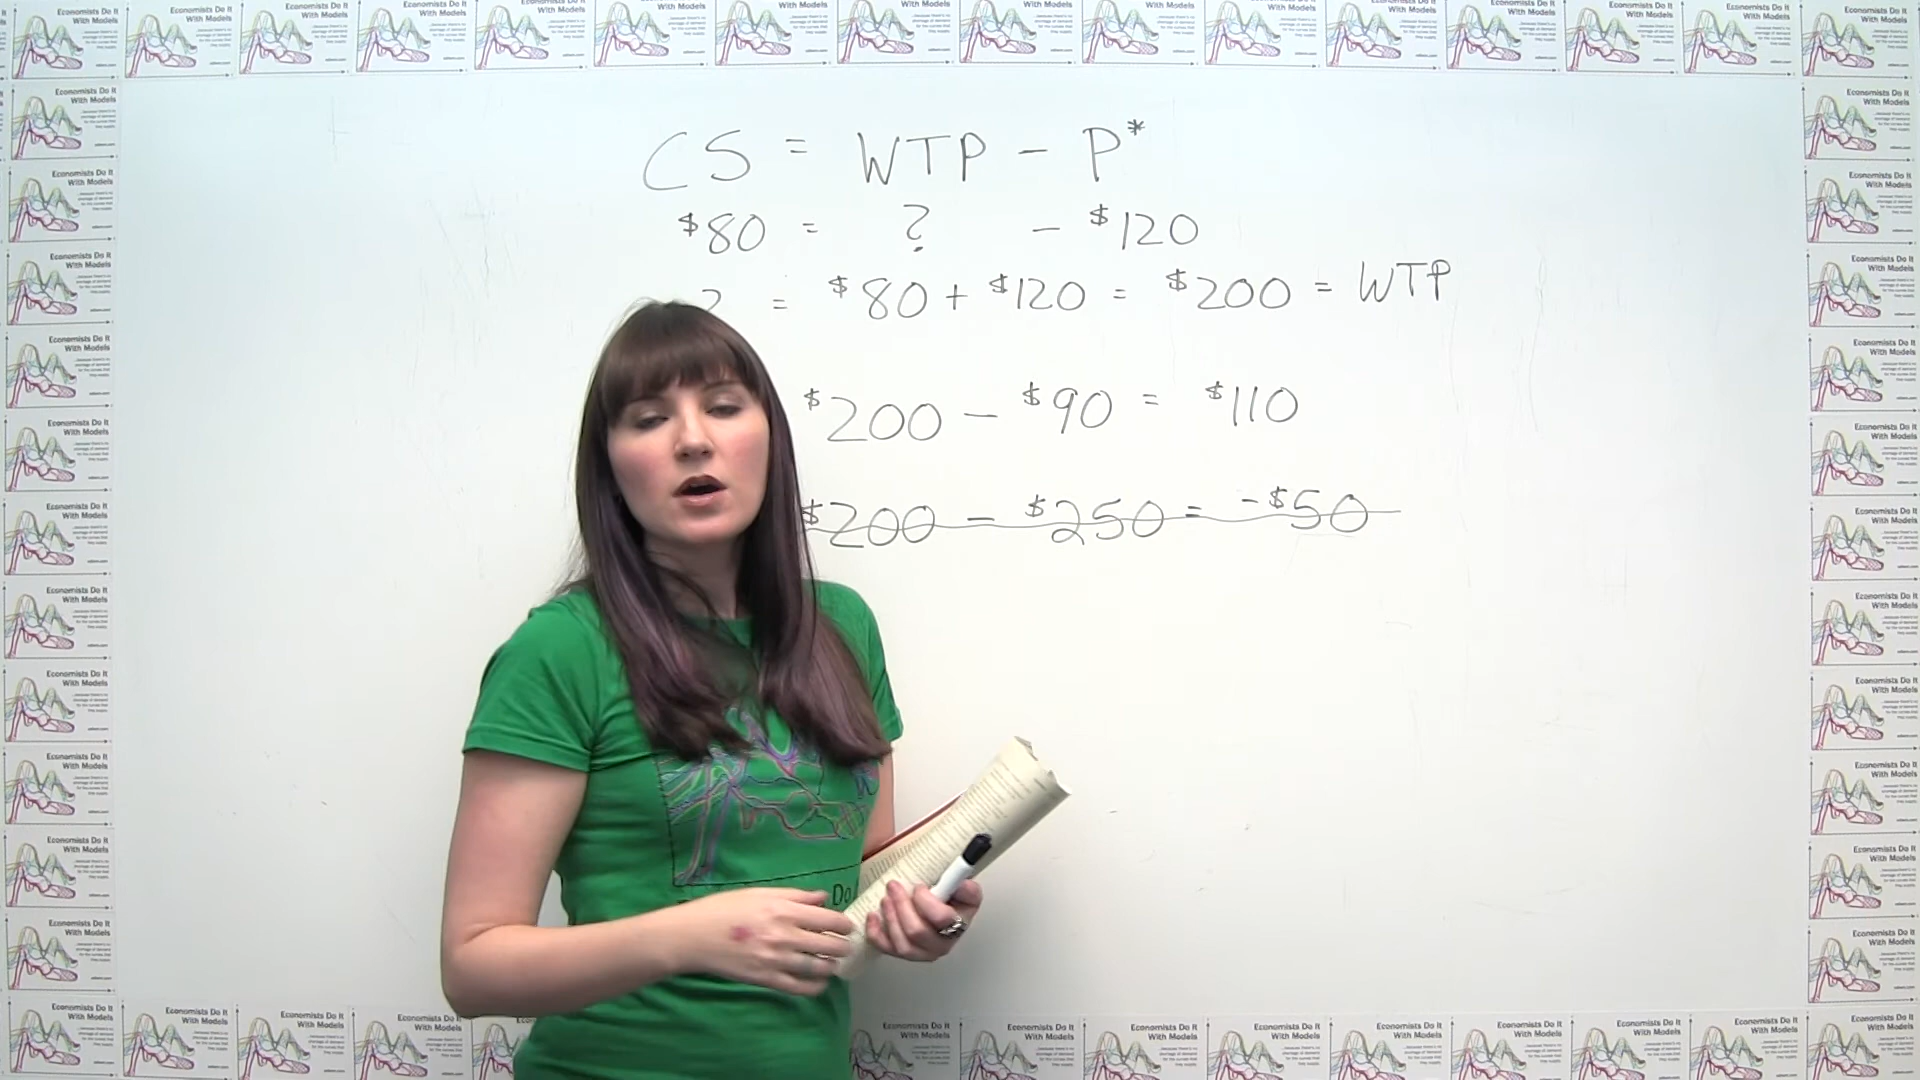 CS = WTP - P*
$80 = ? - $120
? = $80 + $120 = $200 = WTP
$200 - $90 = $110
$200 - $250 = -$50
Economists Do It
With Models
Do